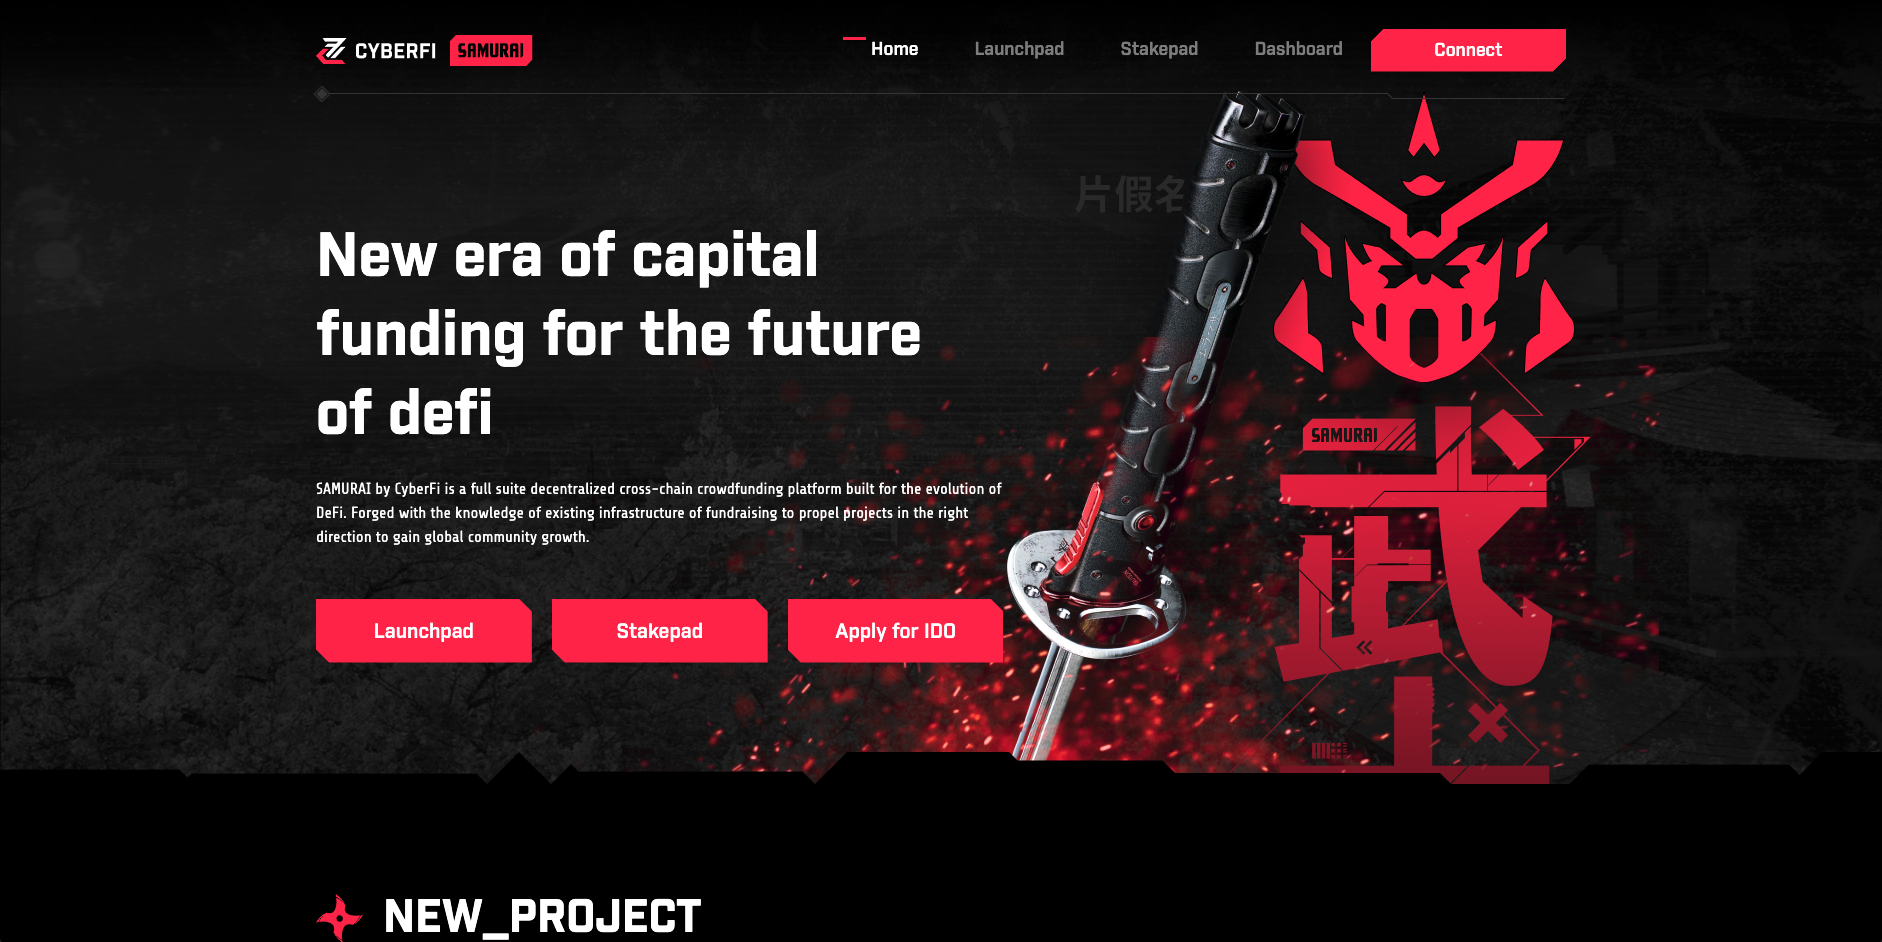 CYBERFI SAMURAI
Home Launchpad Stakepad Dashboard Connect
片假名
New era of capital
funding for the future
of defi
SAMURAI by CyberFi is a full suite decentralized cross-chain crowdfunding platform built for the evolution of
DeFi. Forged with the knowledge of existing infrastructure of fundraising to propel projects in the right
direction to gain global community growth.
Launchpad Stakepad Apply for IDO
SAMURAI
武士
NEW_PROJECT